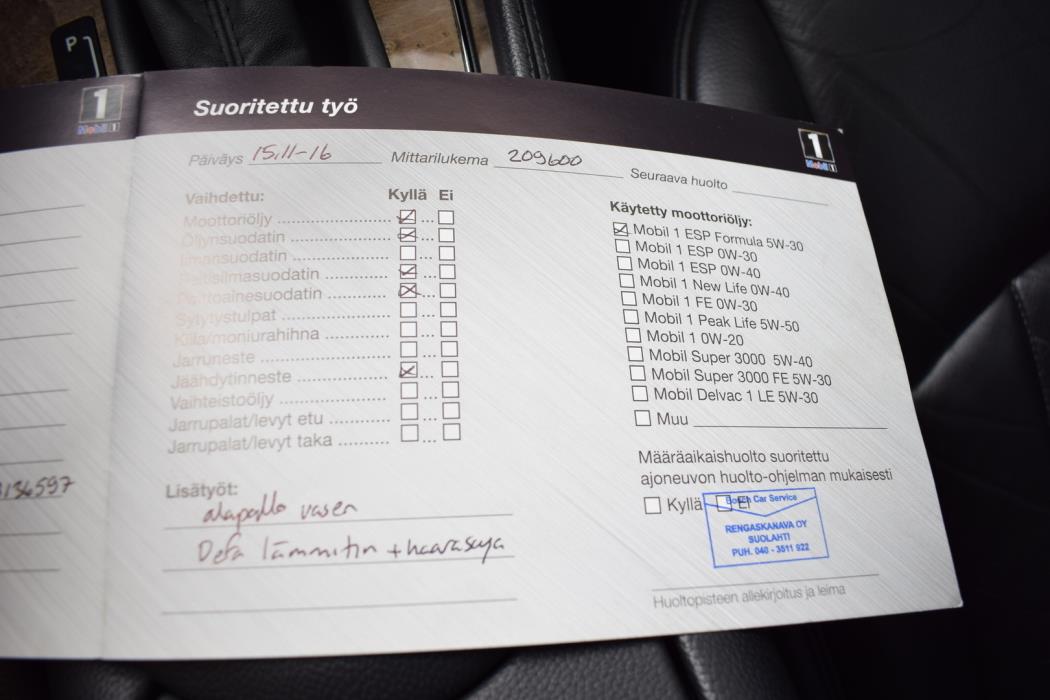 P
1
Mobil 1
Suoritettu työ
1
Mobil 1
Päiväys 15.11-16 Mittarilukema 209600 Seuraava huolto
Vaihdettu: Kyllä Ei
Moottoriöljy
Öljynsuodatin
Ilmansuodatin
Raitisilmasuodatin
Polttoainesuodatin
Sytytystulpat
Kiila/moniurahihna
Jarruneste
Jäähdytinneste
Vaihteistoöljy
Jarrupalat/levyt etu
Jarrupalat/levyt taka
Lisätyöt:
alapallo vasen
Defa lämmitin + haarasarja
134597
Käytetty moottoriöljy:
Mobil 1 ESP Formula 5W-30
Mobil 1 ESP 0W-30
Mobil 1 ESP 0W-40
Mobil 1 New Life 0W-40
Mobil 1 FE 0W-30
Mobil 1 Peak Life 5W-50
Mobil 1 0W-20
Mobil Super 3000 5W-40
Mobil Super 3000 FE 5W-30
Mobil Delvac 1 LE 5W-30
Muu
Määräaikaishuolto suoritettu
ajoneuvon huolto-ohjelman mukaisesti
Kyllä Ei
Bosch Car Service
RENGASKANAVA OY
SUOLAHTI
PUH. 040 - 3511 922
Huoltopisteen allekirjoitus ja leima